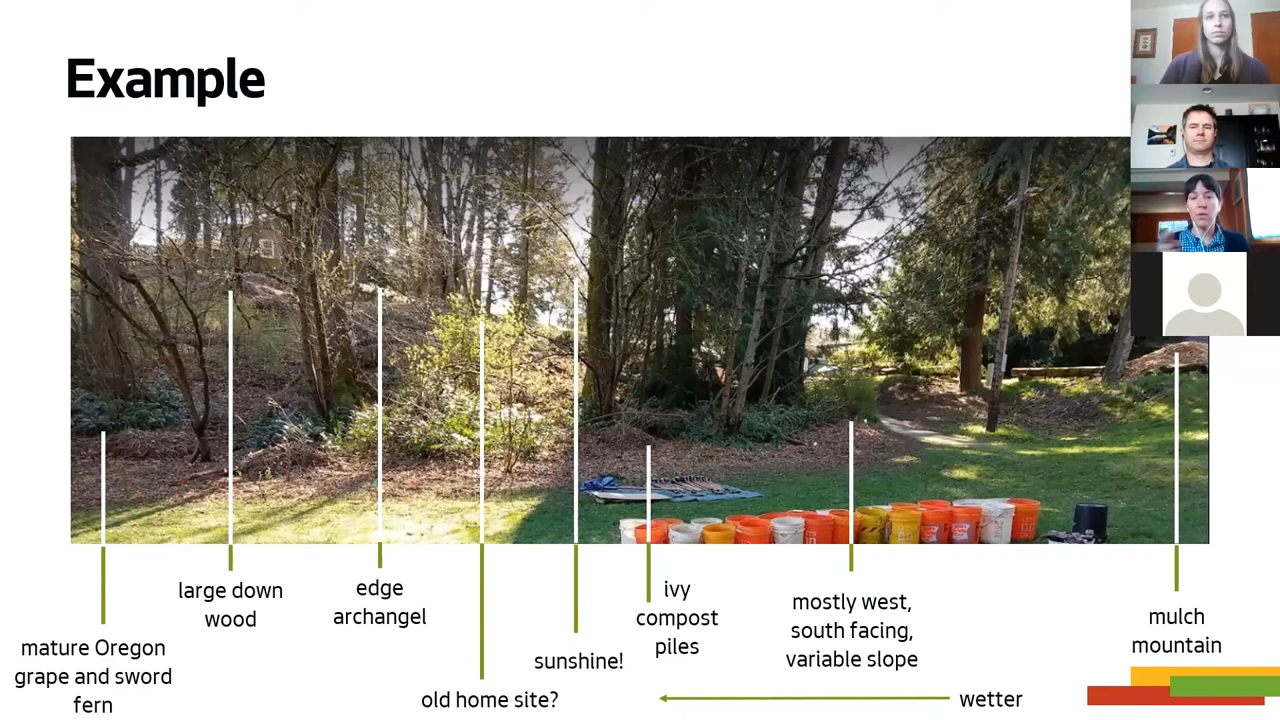 Example
mature Oregon
grape and sword
fern
large down
wood
edge
archangel
old home site?
sunshine!
ivy
compost
piles
mostly west,
south facing,
variable slope
wetter
mulch
mountain